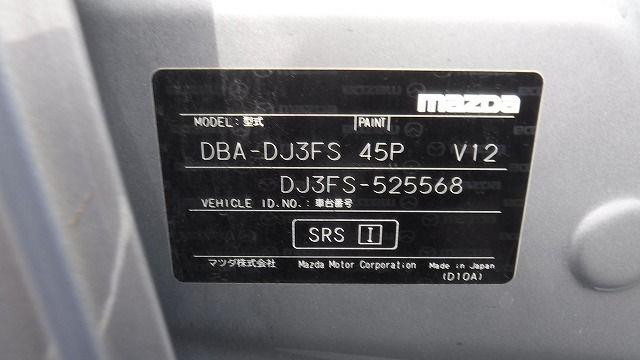 mazda
MODEL:型式 PAINT
DBA-DJ3FS 45P V12
DJ3FS-525568
VEHICLE ID.NO.:車台番号
SRS I
マツダ株式会社 Mazda Motor Corporation Made in Japan
(D10A)